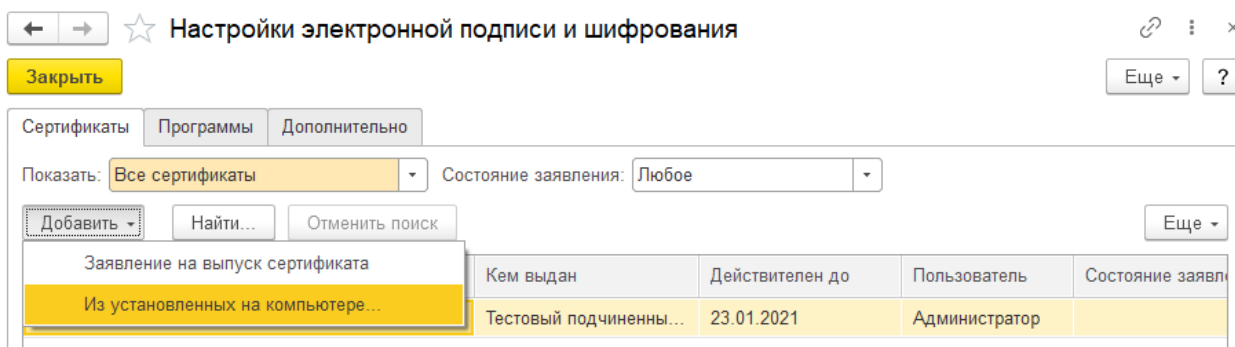 Настройки электронной подписи и шифрования
Закрыть Еще ?
Сертификаты Программы Дополнительно
Показать: Все сертификаты Состояние заявления: Любое
Добавить Найти... Отменить поиск Еще
Заявление на выпуск сертификата
Кем выдан Действителен до Пользователь Состояние заявле
Из установленных на компьютере...
Тестовый подчиненны... 23.01.2021 Администратор